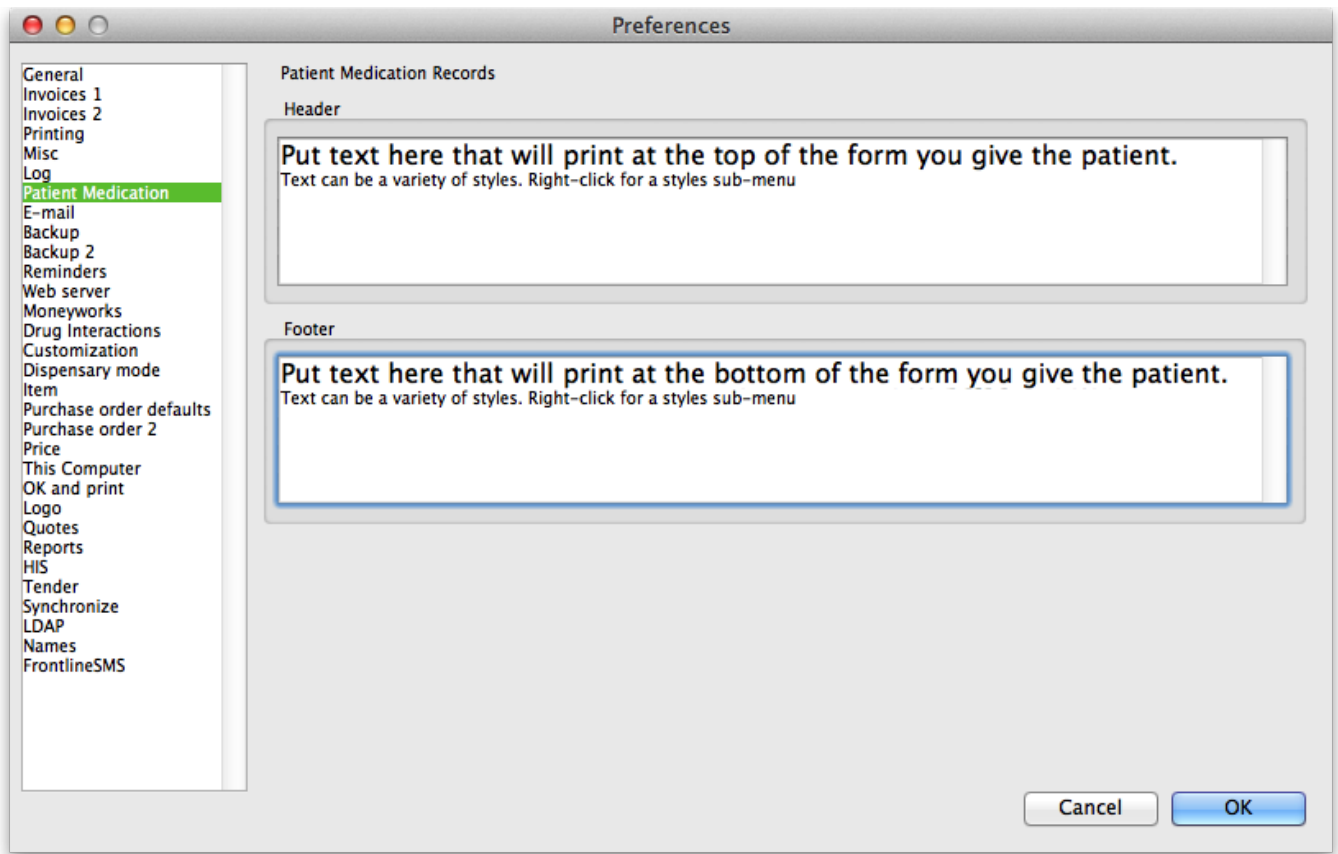 Preferences
General
Invoices 1
Invoices 2
Printing
Misc
Log
Patient Medication
E-mail
Backup
Backup 2
Reminders
Web server
Moneyworks
Drug Interactions
Customization
Dispensary mode
Item
Purchase order defaults
Purchase order 2
Price
This Computer
OK and print
Logo
Quotes
Reports
HIS
Tender
Synchronize
LDAP
Names
FrontlineSMS
Patient Medication Records
Header
Put text here that will print at the top of the form you give the patient.
Text can be a variety of styles. Right-click for a styles sub-menu
Footer
Put text here that will print at the bottom of the form you give the patient.
Text can be a variety of styles. Right-click for a styles sub-menu
Cancel
OK